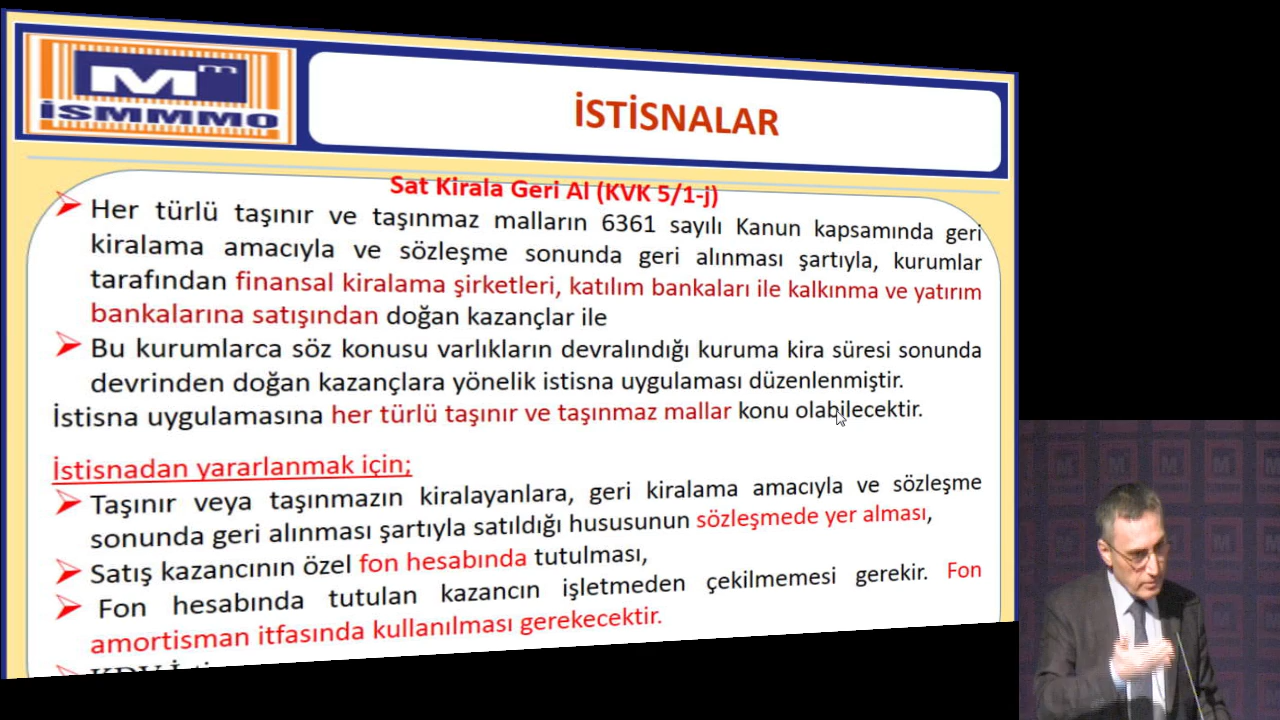 Mm
İSMMMO
İSTİSNALAR
Sat Kirala Geri Al (KVK 5/1-j)
Her türlü taşınır ve taşınmaz malların 6361 sayılı Kanun kapsamında geri
kiralama amacıyla ve sözleşme sonunda geri alınması şartıyla, kurumlar
tarafından finansal kiralama şirketleri, katılım bankaları ile kalkınma ve yatırım
bankalarına satışından doğan kazançlar ile
Bu kurumlarca söz konusu varlıkların devralındığı kuruma kira süresi sonunda
devrinden doğan kazançlara yönelik istisna uygulaması düzenlenmiştir.
İstisna uygulamasına her türlü taşınır ve taşınmaz mallar konu olabilecektir.
İstisnadan yararlanmak için;
Taşınır veya taşınmazın kiralayanlara, geri kiralama amacıyla ve sözleşme
sonunda geri alınması şartıyla satıldığı hususunun sözleşmede yer alması,
Satış kazancının özel fon hesabında tutulması,
Fon hesabında tutulan kazancın işletmeden çekilmemesi gerekir. Fon
amortisman itfasında kullanılması gerekecektir.